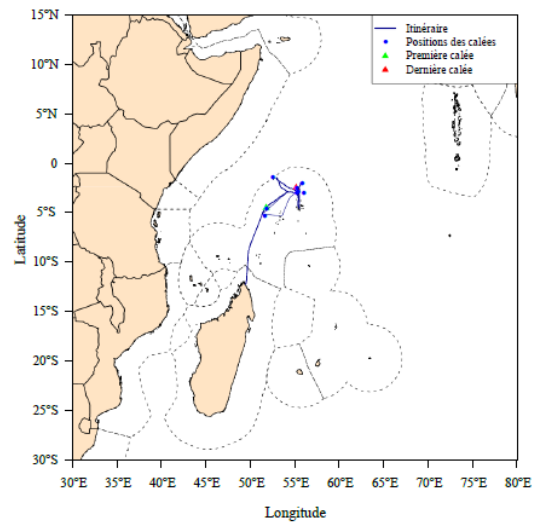 15°N
10°N
5°N
0
5°S
10°S
15°S
20°S
25°S
30°S
Latitude
Itinéraire
Positions des calées
Première calée
Dernière calée
30°E 35°E 40°E 45°E 50°E 55°E 60°E 65°E 70°E 75°E 80°E
Longitude